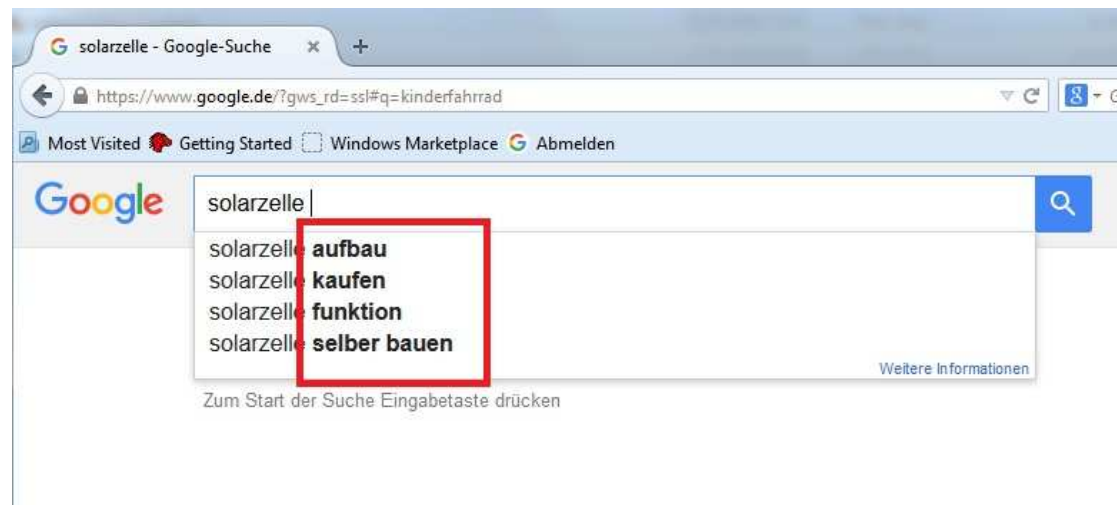 solarzelle - Google-Suche
https://www.google.de/?gws_rd=ssl#q=kinderfahrrad
Most Visited Getting Started Windows Marketplace Abmelden
Google solarzelle
solarzelle aufbau
solarzelle kaufen
solarzelle funktion
solarzelle selber bauen
Weitere Informationen
Zum Start der Suche Eingabetaste drücken